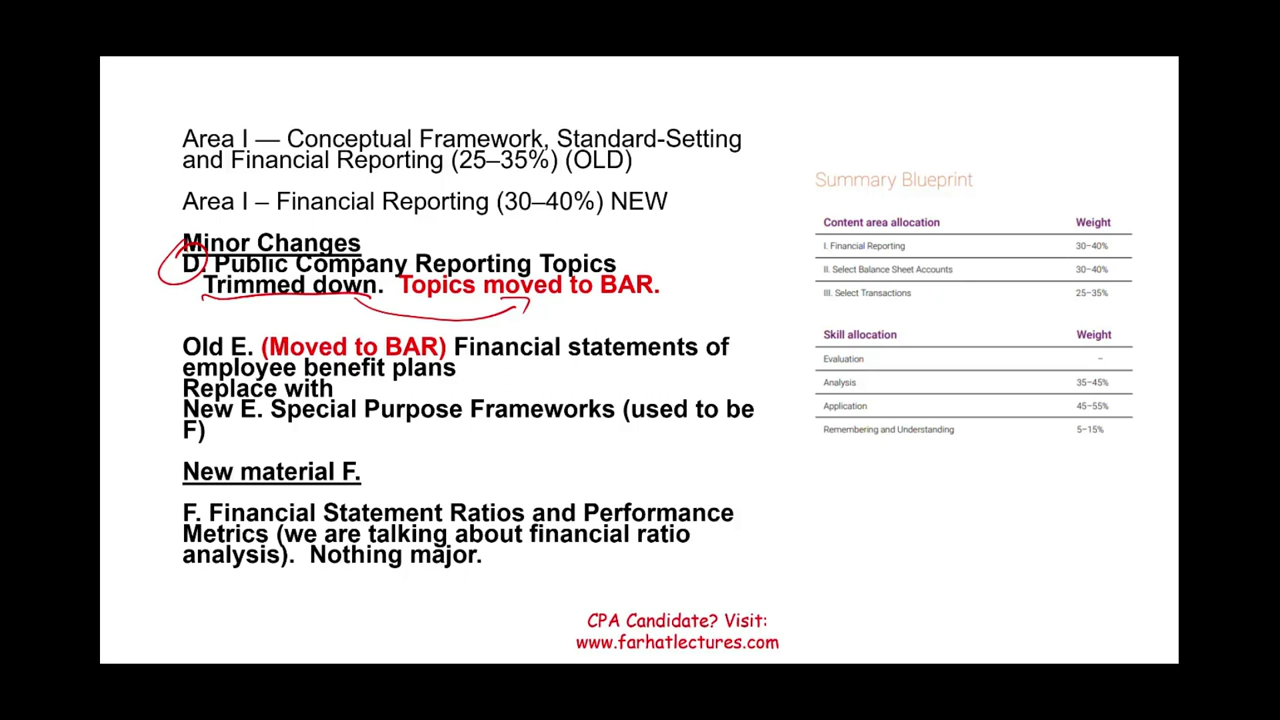 Area I — Conceptual Framework, Standard-Setting
and Financial Reporting (25–35%) (OLD)
Area I – Financial Reporting (30–40%) NEW
Minor Changes
D. Public Company Reporting Topics
Trimmed down. Topics moved to BAR.
Old E. (Moved to BAR) Financial statements of
employee benefit plans
Replace with
New E. Special Purpose Frameworks (used to be
F)
New material F.
F. Financial Statement Ratios and Performance
Metrics (we are talking about financial ratio
analysis). Nothing major.
Summary Blueprint
Content area allocation Weight
I. Financial Reporting 30–40%
II. Select Balance Sheet Accounts 30–40%
III. Select Transactions 25–35%
Skill allocation Weight
Evaluation –
Analysis 35–45%
Application 45–55%
Remembering and Understanding 5–15%
CPA Candidate? Visit:
www.farhatlectures.com